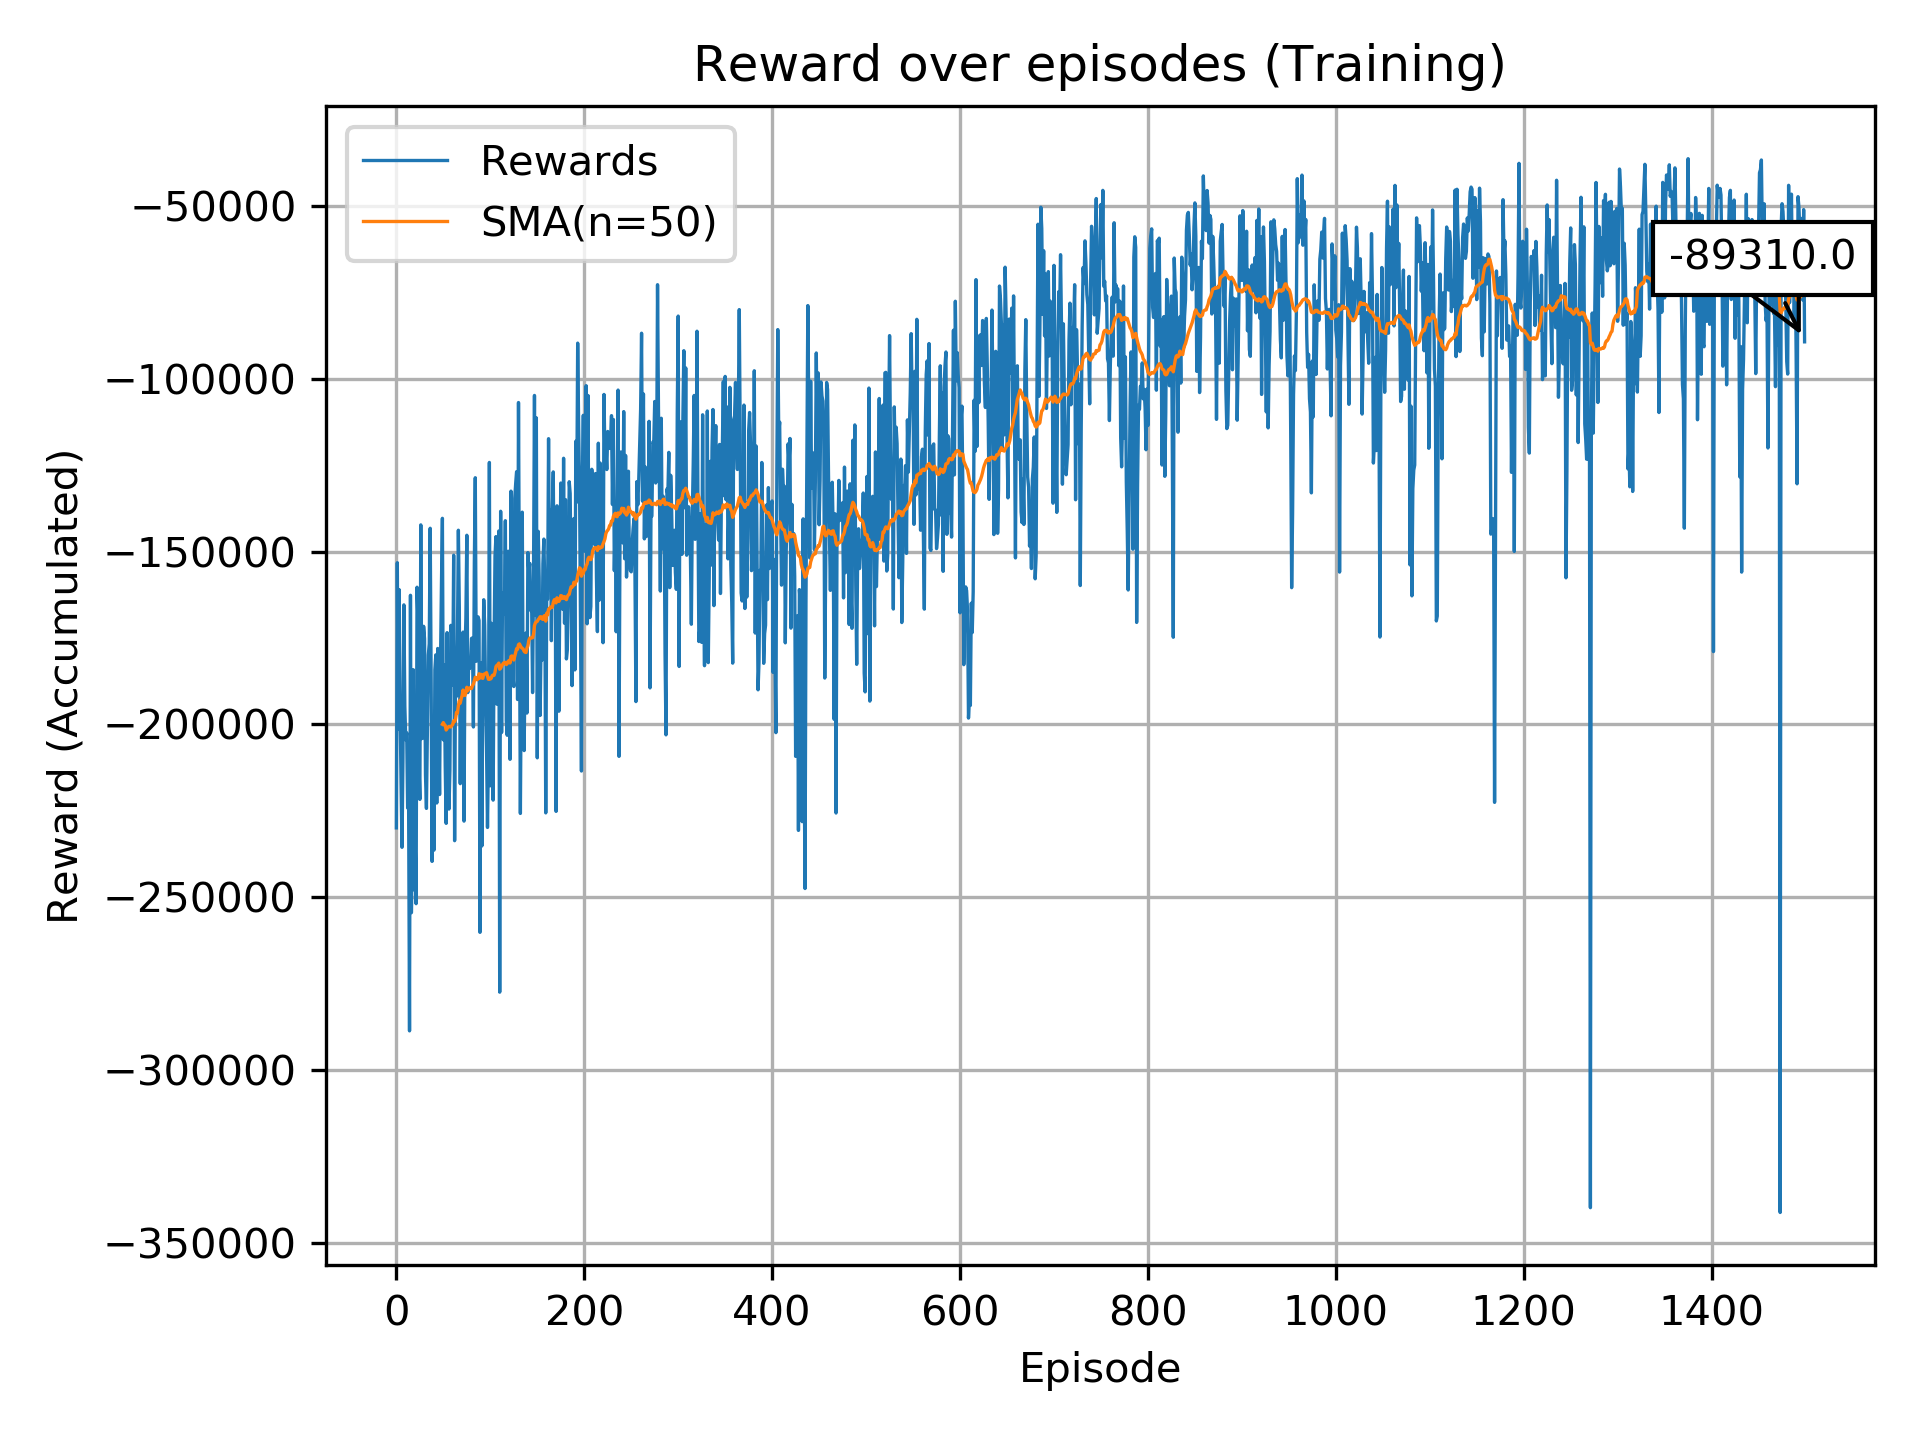 Reward over episodes (Training)
Rewards
SMA(n=50)
-89310.0
−50000
−100000
−150000
−200000
−250000
−300000
−350000
Reward (Accumulated)
0 200 400 600 800 1000 1200 1400
Episode